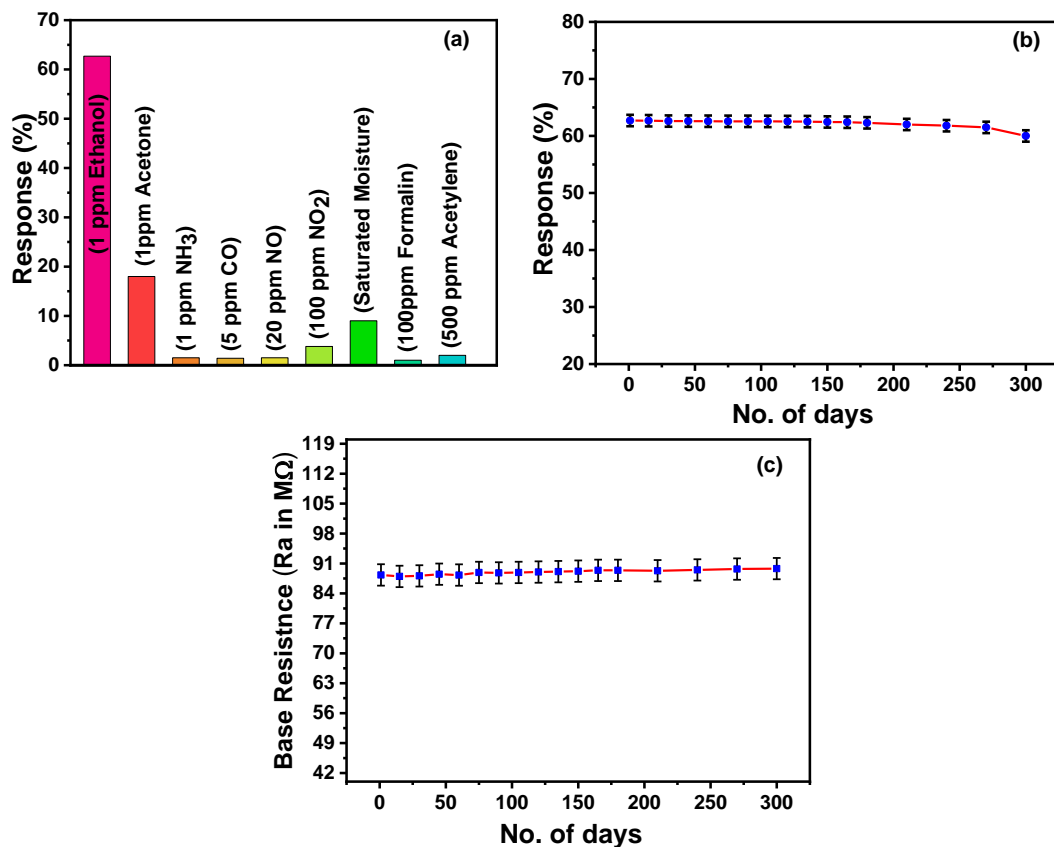 (a)
70
60
50
40
30
20
10
0
Response (%)
(1 ppm Ethanol)
(1ppm Acetone)
(1 ppm NH3)
(5 ppm CO)
(20 ppm NO)
(100 ppm NO2)
(Saturated Moisture)
(100ppm Formalin)
(500 ppm Acetylene)
(b)
80
70
60
50
40
30
20
Response (%)
0 50 100 150 200 250 300
No. of days
(c)
119
112
105
98
91
84
77
70
63
56
49
42
Base Resistnce (Ra in MΩ)
0 50 100 150 200 250 300
No. of days